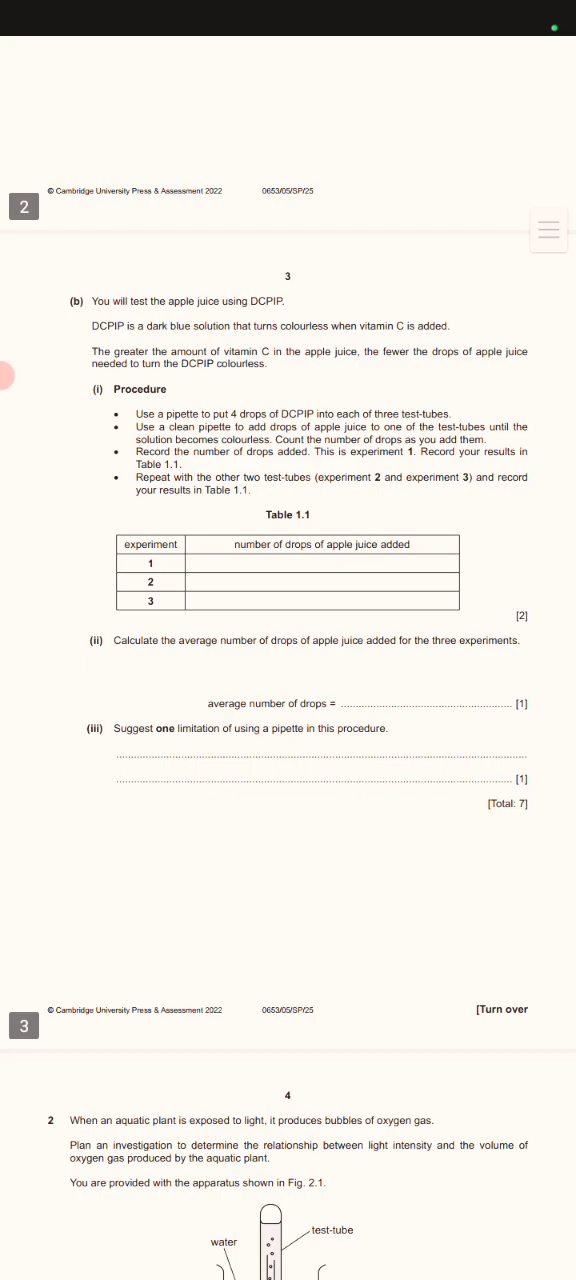 © Cambridge University Press & Assessment 2022 0653/05/SP/25
2
3
(b) You will test the apple juice using DCPIP.
DCPIP is a dark blue solution that turns colourless when vitamin C is added.
The greater the amount of vitamin C in the apple juice, the fewer the drops of apple juice
needed to turn the DCPIP colourless.
(i) Procedure
• Use a pipette to put 4 drops of DCPIP into each of three test-tubes.
• Use a clean pipette to add drops of apple juice to one of the test-tubes until the
solution becomes colourless. Count the number of drops as you add them.
• Record the number of drops added. This is experiment 1. Record your results in
Table 1.1.
• Repeat with the other two test-tubes (experiment 2 and experiment 3) and record
your results in Table 1.1.
Table 1.1
experiment number of drops of apple juice added
1
2
3
[2]
(ii) Calculate the average number of drops of apple juice added for the three experiments.
average number of drops = ........................................................ [1]
(iii) Suggest one limitation of using a pipette in this procedure.
..........................................................................................................................................
..................................................................................................................................... [1]
[Total: 7]
© Cambridge University Press & Assessment 2022 0653/05/SP/25 [Turn over
3
4
2 When an aquatic plant is exposed to light, it produces bubbles of oxygen gas.
Plan an investigation to determine the relationship between light intensity and the volume of
oxygen gas produced by the aquatic plant.
You are provided with the apparatus shown in Fig. 2.1.
test-tube
water